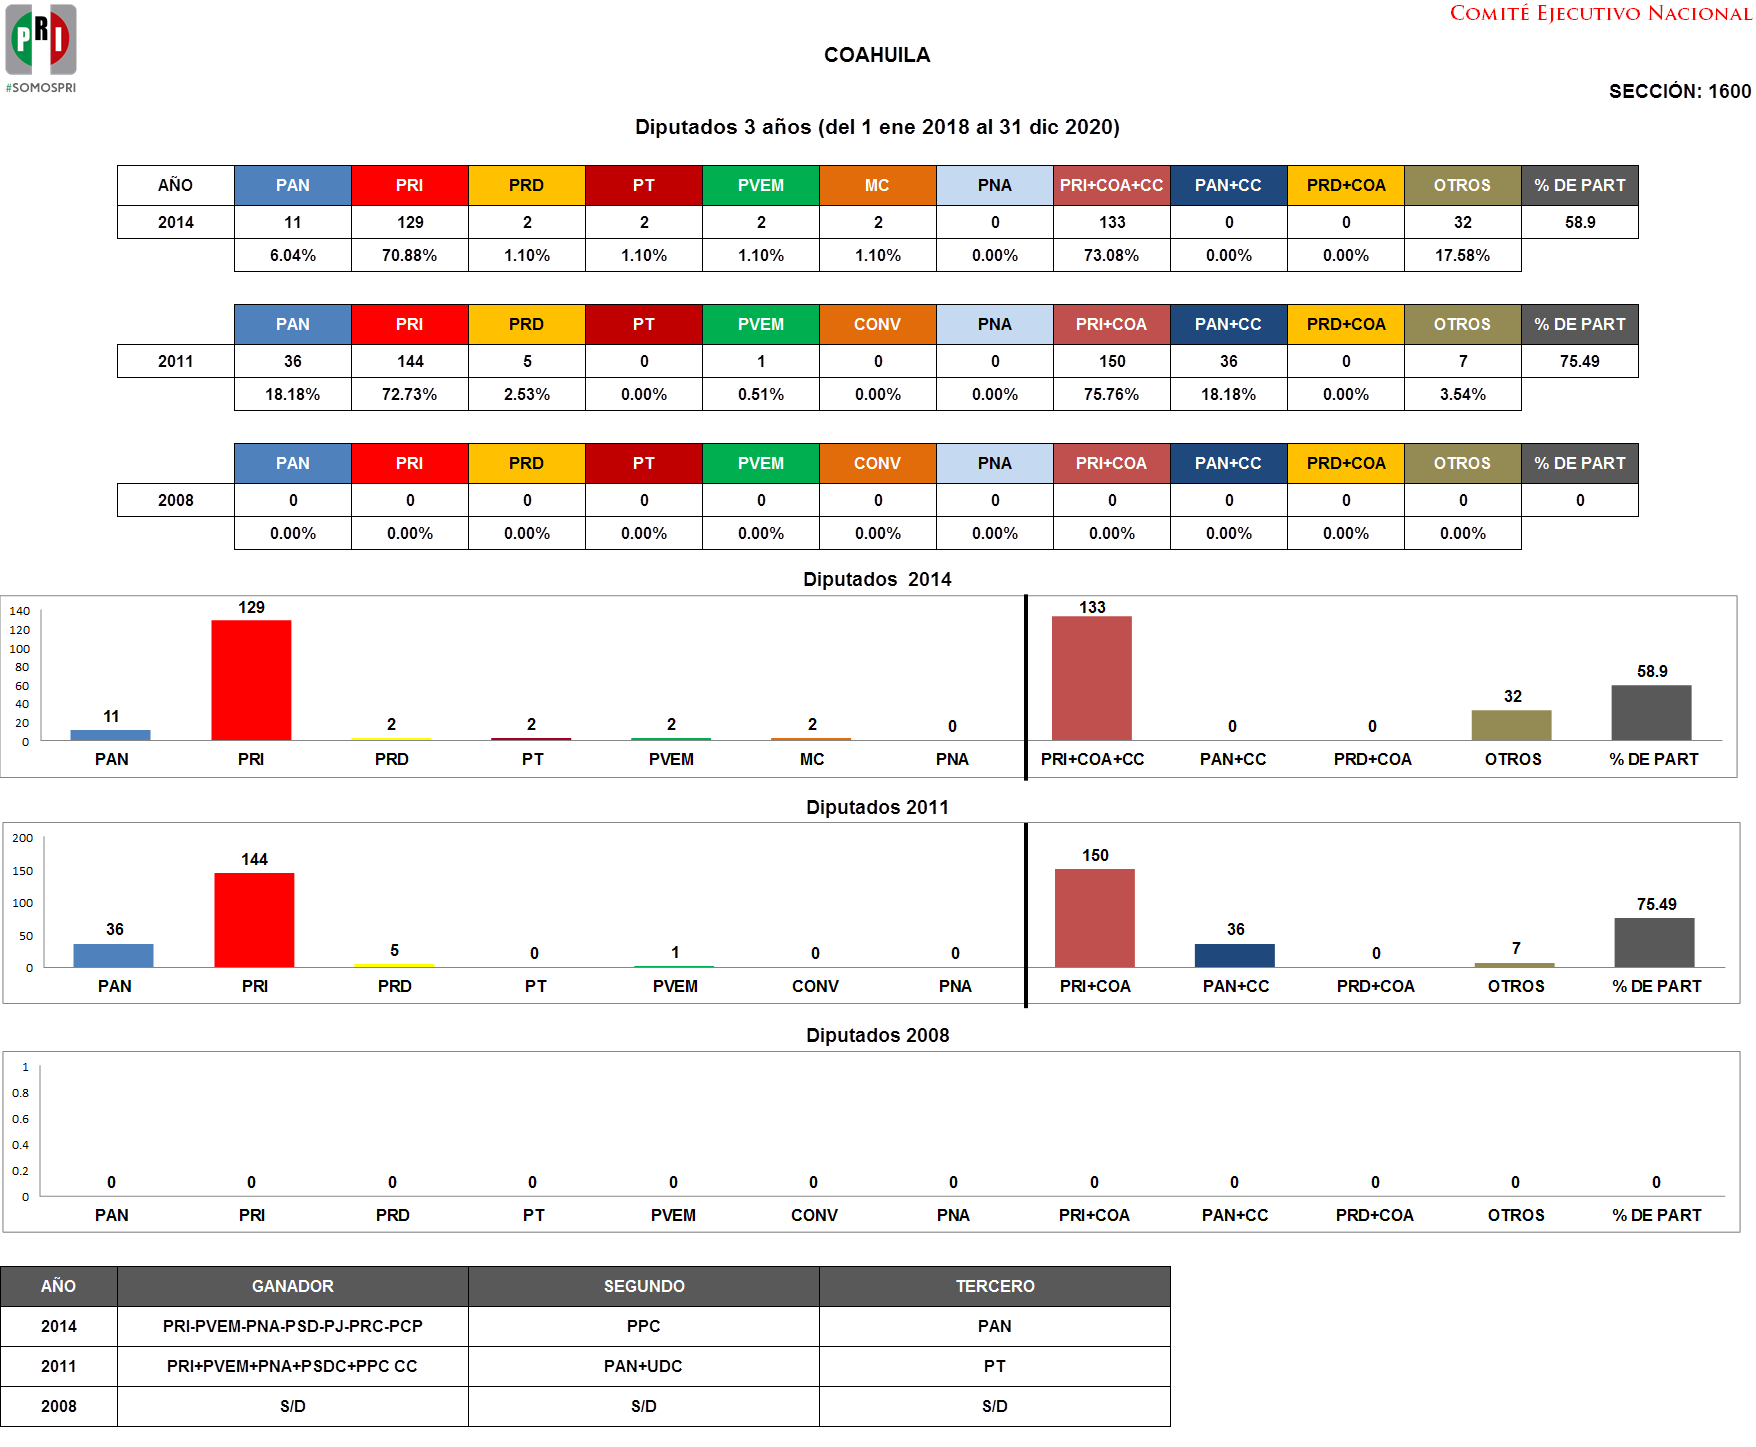 PRI
#SOMOSPRI
COMITÉ EJECUTIVO NACIONAL
COAHUILA
SECCIÓN: 1600
Diputados 3 años (del 1 ene 2018 al 31 dic 2020)
AÑO PAN PRI PRD PT PVEM MC PNA PRI+COA+CC PAN+CC PRD+COA OTROS % DE PART
2014 11 129 2 2 2 2 0 133 0 0 32 58.9
6.04% 70.88% 1.10% 1.10% 1.10% 1.10% 0.00% 73.08% 0.00% 0.00% 17.58%
PAN PRI PRD PT PVEM CONV PNA PRI+COA PAN+CC PRD+COA OTROS % DE PART
2011 36 144 5 0 1 0 0 150 36 0 7 75.49
18.18% 72.73% 2.53% 0.00% 0.51% 0.00% 0.00% 75.76% 18.18% 0.00% 3.54%
PAN PRI PRD PT PVEM CONV PNA PRI+COA PAN+CC PRD+COA OTROS % DE PART
2008 0 0 0 0 0 0 0 0 0 0 0 0
0.00% 0.00% 0.00% 0.00% 0.00% 0.00% 0.00% 0.00% 0.00% 0.00% 0.00%
Diputados  2014
140
120
100
80
60
40
20
0
11 129 2 2 2 2 0 133 0 0 32 58.9
PAN PRI PRD PT PVEM MC PNA PRI+COA+CC PAN+CC PRD+COA OTROS % DE PART
Diputados 2011
200
150
100
50
0
36 144 5 0 1 0 0 150 36 0 7 75.49
PAN PRI PRD PT PVEM CONV PNA PRI+COA PAN+CC PRD+COA OTROS % DE PART
Diputados 2008
1
0.8
0.6
0.4
0.2
0
0 0 0 0 0 0 0 0 0 0 0 0
PAN PRI PRD PT PVEM CONV PNA PRI+COA PAN+CC PRD+COA OTROS % DE PART
AÑO GANADOR SEGUNDO TERCERO
2014 PRI-PVEM-PNA-PSD-PJ-PRC-PCP PPC PAN
2011 PRI+PVEM+PNA+PSDC+PPC CC PAN+UDC PT
2008 S/D S/D S/D